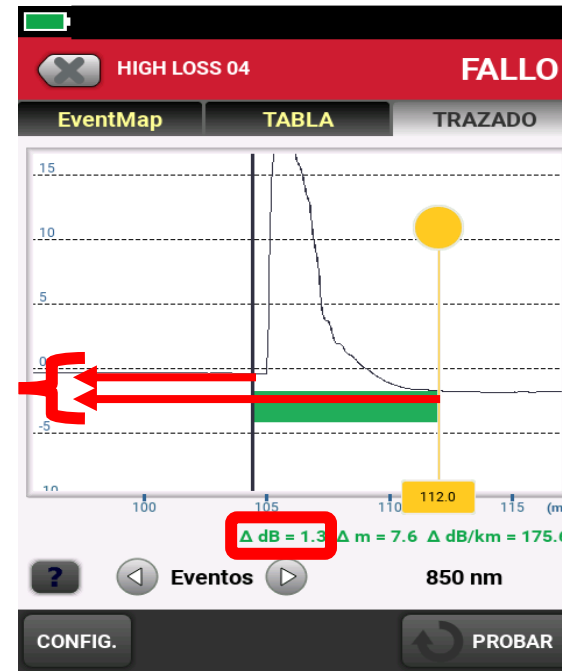 HIGH LOSS 04
FALLO
EventMap TABLA TRAZADO
15
10
5
0
-5
10
100 105 110 112.0 115 (m
Δ dB = 1.3 Δ m = 7.6 Δ dB/km = 175.6
? Eventos 850 nm
CONFIG. PROBAR